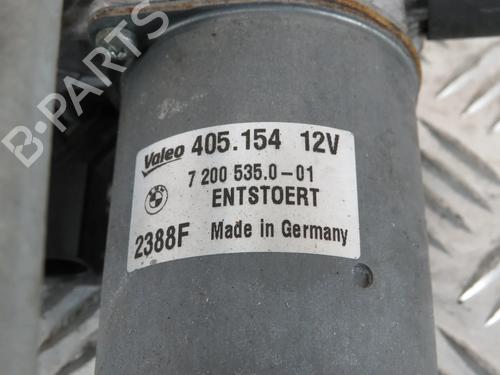 B-PARTS
Valeo 405.154 12V
7 200 535.0-01
ENTSTOERT
2388F Made in Germany